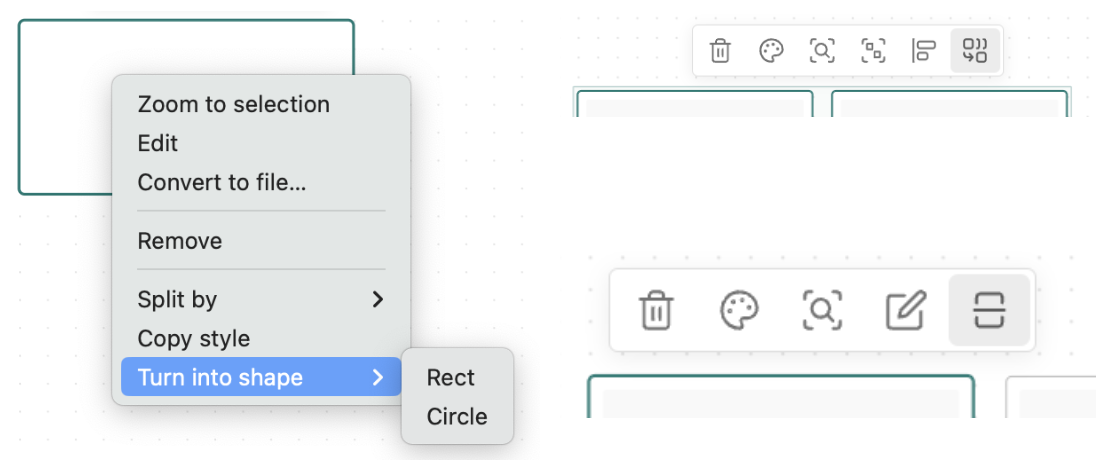 Zoom to selection
Edit
Convert to file...
Remove
Split by
Copy style
Turn into shape
Rect
Circle